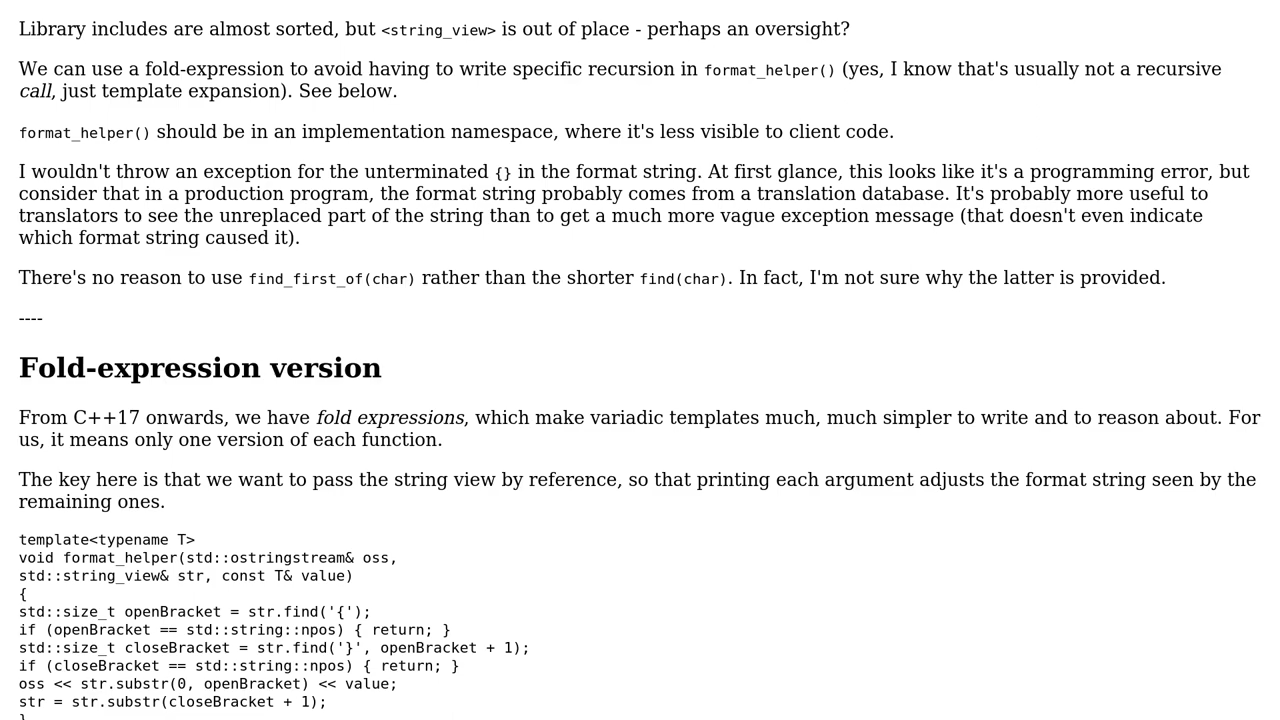 Library includes are almost sorted, but <string_view> is out of place - perhaps an oversight?
We can use a fold-expression to avoid having to write specific recursion in format_helper() (yes, I know that's usually not a recursive
call, just template expansion). See below.
format_helper() should be in an implementation namespace, where it's less visible to client code.
I wouldn't throw an exception for the unterminated {} in the format string. At first glance, this looks like it's a programming error, but
consider that in a production program, the format string probably comes from a translation database. It's probably more useful to
translators to see the unreplaced part of the string than to get a much more vague exception message (that doesn't even indicate
which format string caused it).
There's no reason to use find_first_of(char) rather than the shorter find(char). In fact, I'm not sure why the latter is provided.
----
Fold-expression version
From C++17 onwards, we have fold expressions, which make variadic templates much, much simpler to write and to reason about. For
us, it means only one version of each function.
The key here is that we want to pass the string view by reference, so that printing each argument adjusts the format string seen by the
remaining ones.
template<typename T>
void format_helper(std::ostringstream& oss,
std::string_view& str, const T& value)
{
std::size_t openBracket = str.find('{');
if (openBracket == std::string::npos) { return; }
std::size_t closeBracket = str.find('}', openBracket + 1);
if (closeBracket == std::string::npos) { return; }
oss << str.substr(0, openBracket) << value;
str = str.substr(closeBracket + 1);
}